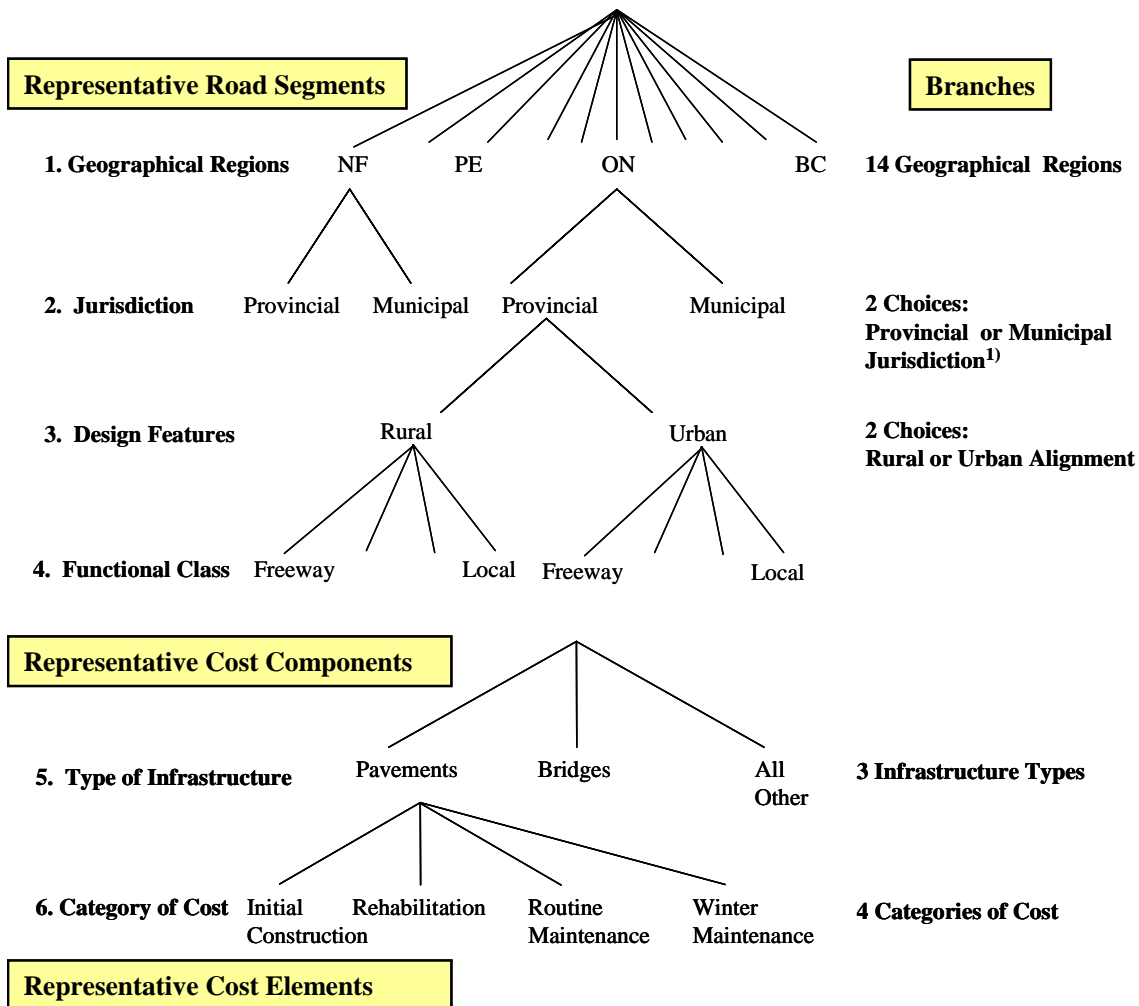 Representative Road Segments
Branches
1. Geographical Regions NF PE ON BC 14 Geographical Regions
2. Jurisdiction Provincial Municipal Provincial Municipal 2 Choices:
Provincial or Municipal
Jurisdiction1)
3. Design Features Rural Urban 2 Choices:
Rural or Urban Alignment
4. Functional Class Freeway Local Freeway Local
Representative Cost Components
5. Type of Infrastructure Pavements Bridges All 3 Infrastructure Types
Other
6. Category of Cost Initial Rehabilitation Routine Winter 4 Categories of Cost
Construction Maintenance Maintenance
Representative Cost Elements